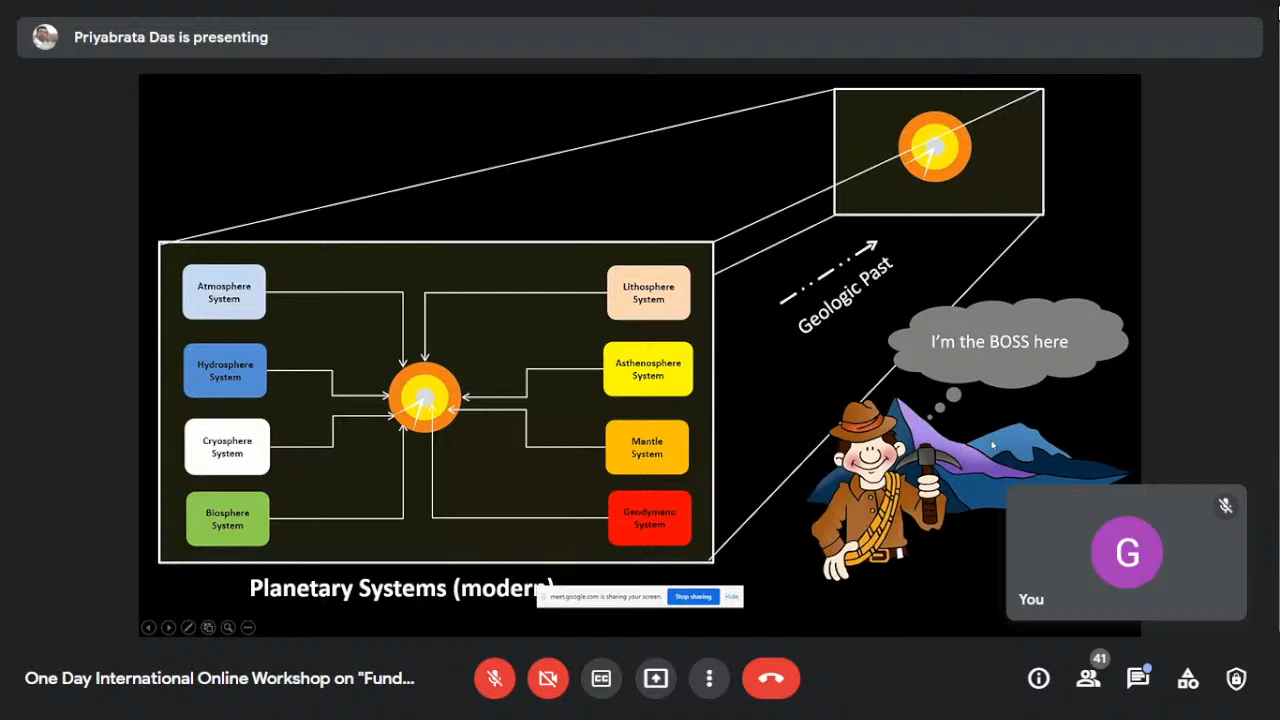 Priyabrata Das is presenting
Atmosphere
System
Hydrosphere
System
Cryosphere
System
Biosphere
System
Lithosphere
System
Asthenosphere
System
Mantle
System
Geodymano
System
Geologic Past
I'm the BOSS here
Planetary Systems (modern)
meet.google.com is sharing your screen.
Stop sharing
Hide
G
You
One Day International Online Workshop on "Fund...
CC
41